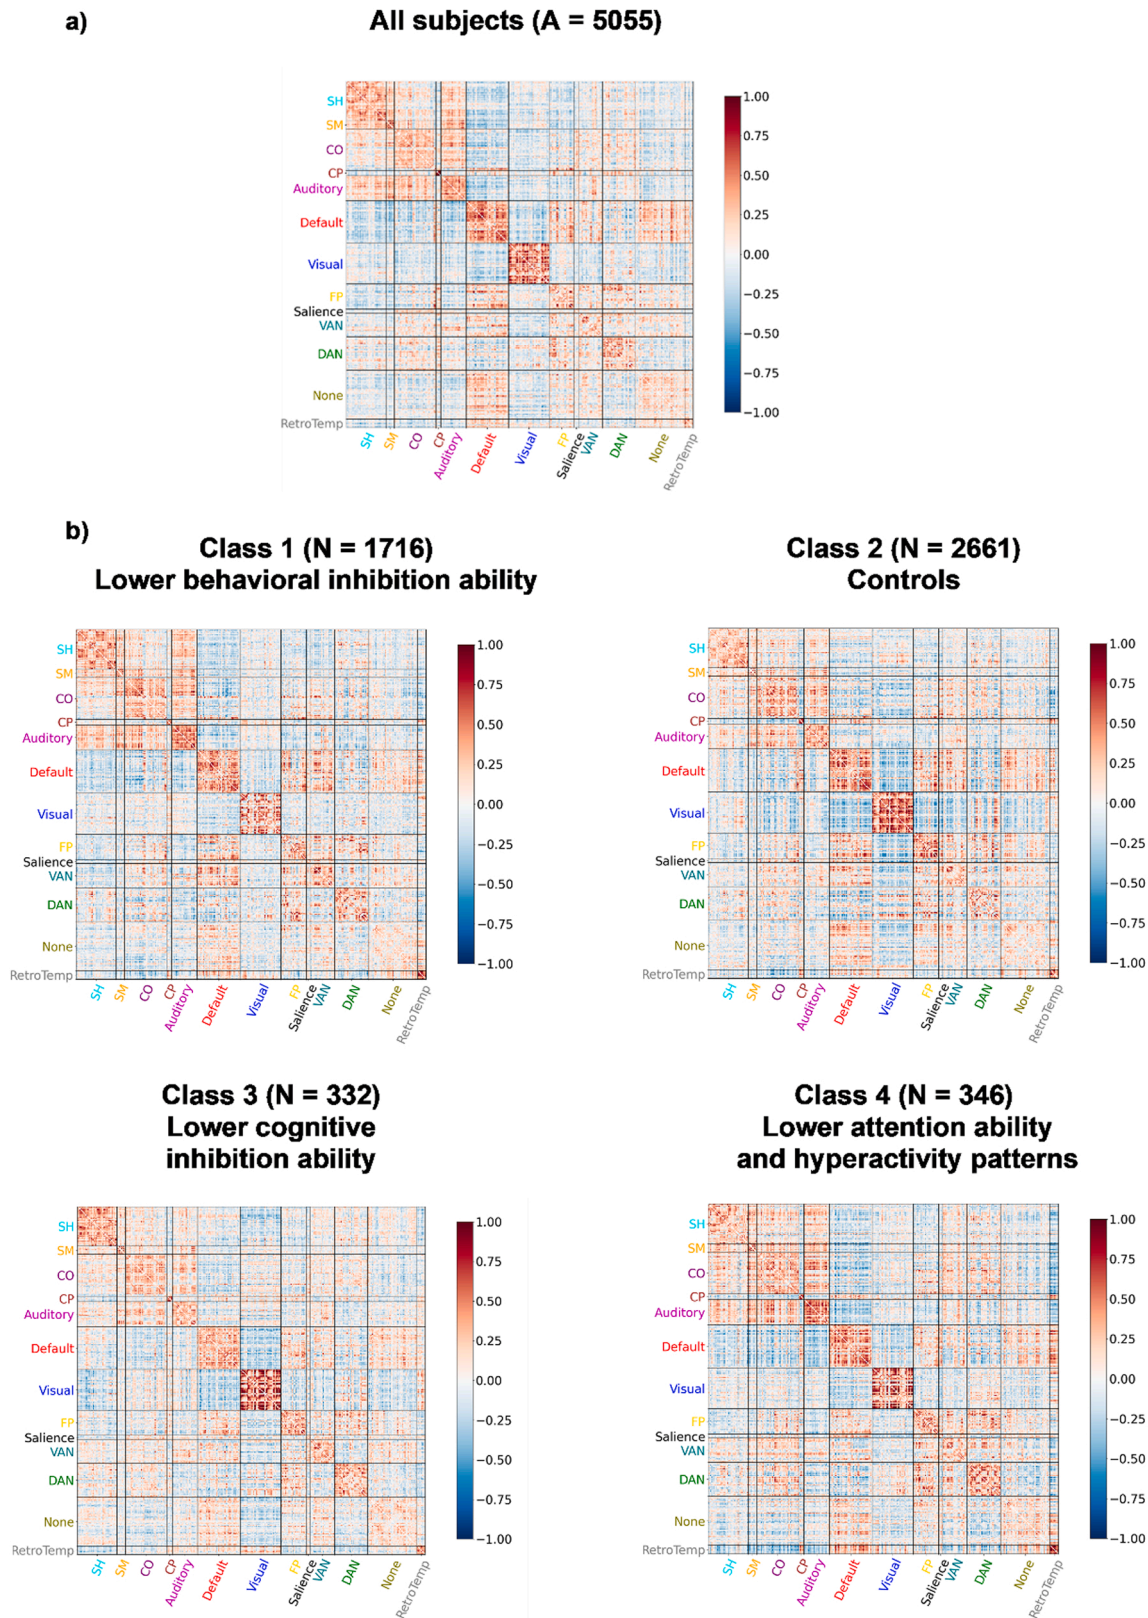 a)
All subjects (A = 5055)
SH
SM
CO
CP
Auditory
Default
Visual
FP
Salience
VAN
DAN
None
RetroTemp
1.00
0.75
0.50
0.25
0.00
−0.25
−0.50
−0.75
−1.00
SH
SM
CO
CP
Auditory
Default
Visual
FP
Salience
VAN
DAN
None
RetroTemp
b)
Class 1 (N = 1716)
Lower behavioral inhibition ability
SH
SM
CO
CP
Auditory
Default
Visual
FP
Salience
VAN
DAN
None
RetroTemp
1.00
0.75
0.50
0.25
0.00
−0.25
−0.50
−0.75
−1.00
SH
SM
CO
CP
Auditory
Default
Visual
FP
Salience
VAN
DAN
None
RetroTemp
Class 2 (N = 2661)
Controls
SH
SM
CO
CP
Auditory
Default
Visual
FP
Salience
VAN
DAN
None
RetroTemp
1.00
0.75
0.50
0.25
0.00
−0.25
−0.50
−0.75
−1.00
SH
SM
CO
CP
Auditory
Default
Visual
FP
Salience
VAN
DAN
None
RetroTemp
Class 3 (N = 332)
Lower cognitive
inhibition ability
SH
SM
CO
CP
Auditory
Default
Visual
FP
Salience
VAN
DAN
None
RetroTemp
1.00
0.75
0.50
0.25
0.00
−0.25
−0.50
−0.75
−1.00
SH
SM
CO
CP
Auditory
Default
Visual
FP
Salience
VAN
DAN
None
RetroTemp
Class 4 (N = 346)
Lower attention ability
and hyperactivity patterns
SH
SM
CO
CP
Auditory
Default
Visual
FP
Salience
VAN
DAN
None
RetroTemp
1.00
0.75
0.50
0.25
0.00
−0.25
−0.50
−0.75
−1.00
SH
SM
CO
CP
Auditory
Default
Visual
FP
Salience
VAN
DAN
None
RetroTemp